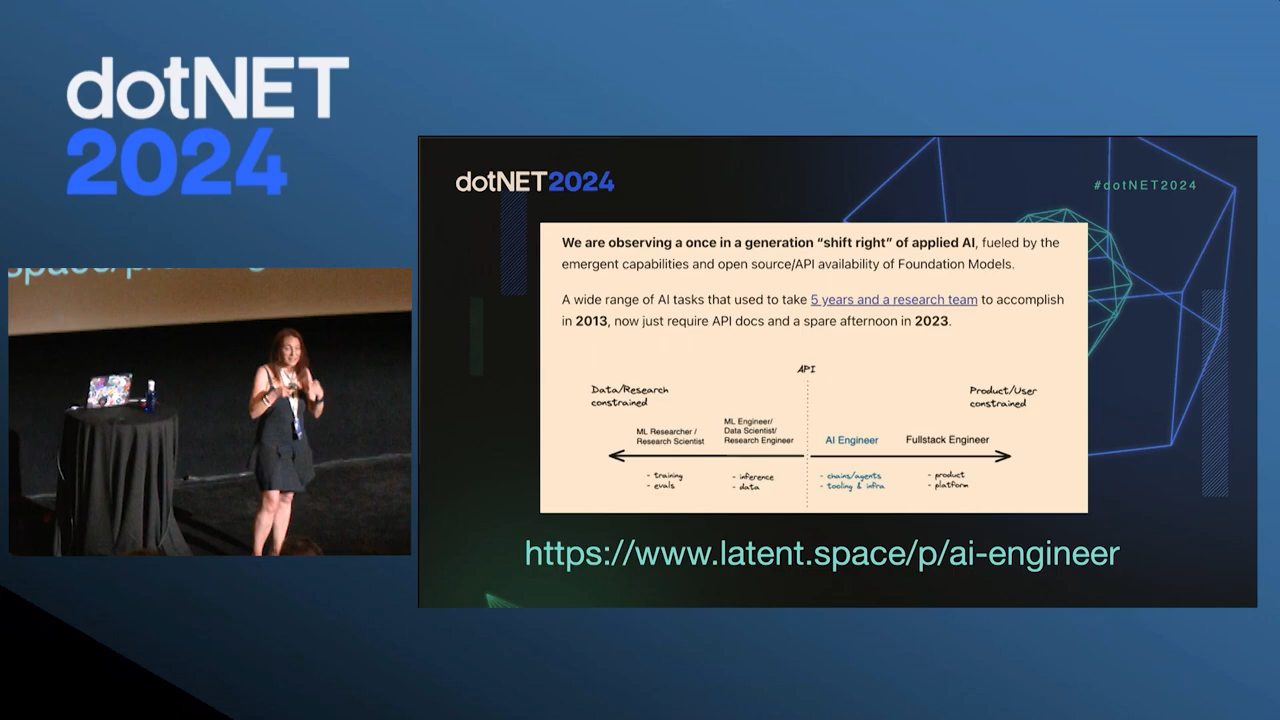 dotNET
2024
dotNET2024
#dotNET2024
We are observing a once in a generation “shift right” of applied AI, fueled by the
emergent capabilities and open source/API availability of Foundation Models.
A wide range of AI tasks that used to take 5 years and a research team to accomplish
in 2013, now just require API docs and a spare afternoon in 2023.
API
Data/Research
constrained
Product/User
constrained
ML Researcher /
Research Scientist
ML Engineer/
Data Scientist/
Research Engineer
AI Engineer
Fullstack Engineer
- training
- evals
- inference
- data
- chains/agents
- tooling & infra
- product
- platform
https://www.latent.space/p/ai-engineer